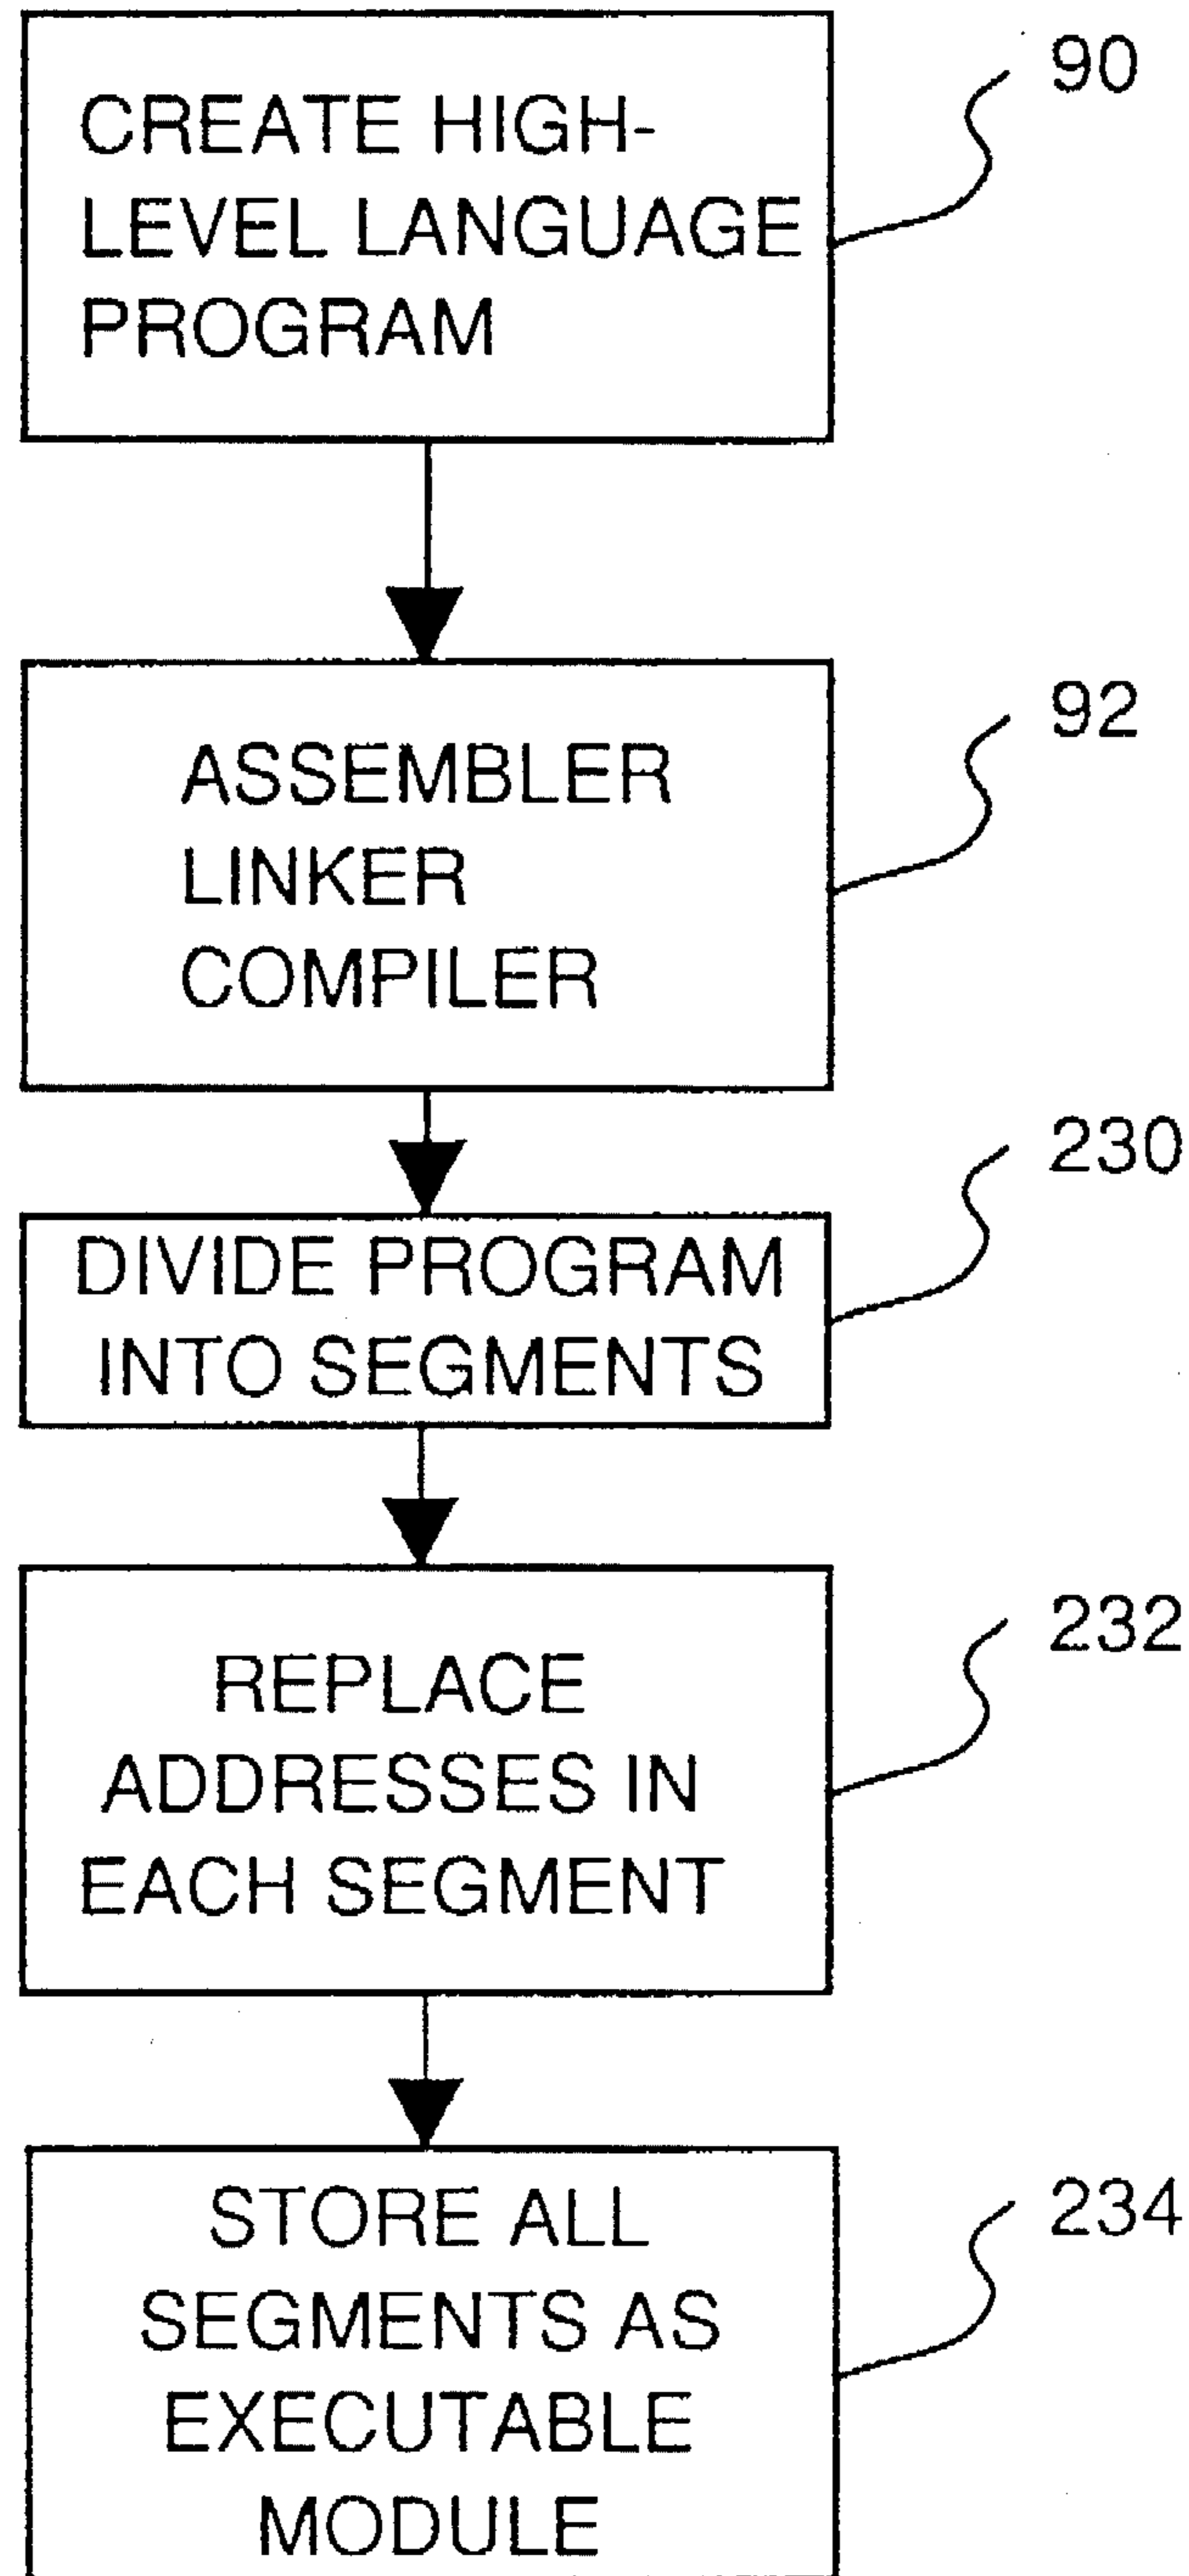 90
CREATE HIGH-
LEVEL LANGUAGE
PROGRAM
92
ASSEMBLER
LINKER
COMPILER
230
DIVIDE PROGRAM
INTO SEGMENTS
232
REPLACE
ADDRESSES IN
EACH SEGMENT
234
STORE ALL
SEGMENTS AS
EXECUTABLE
MODULE